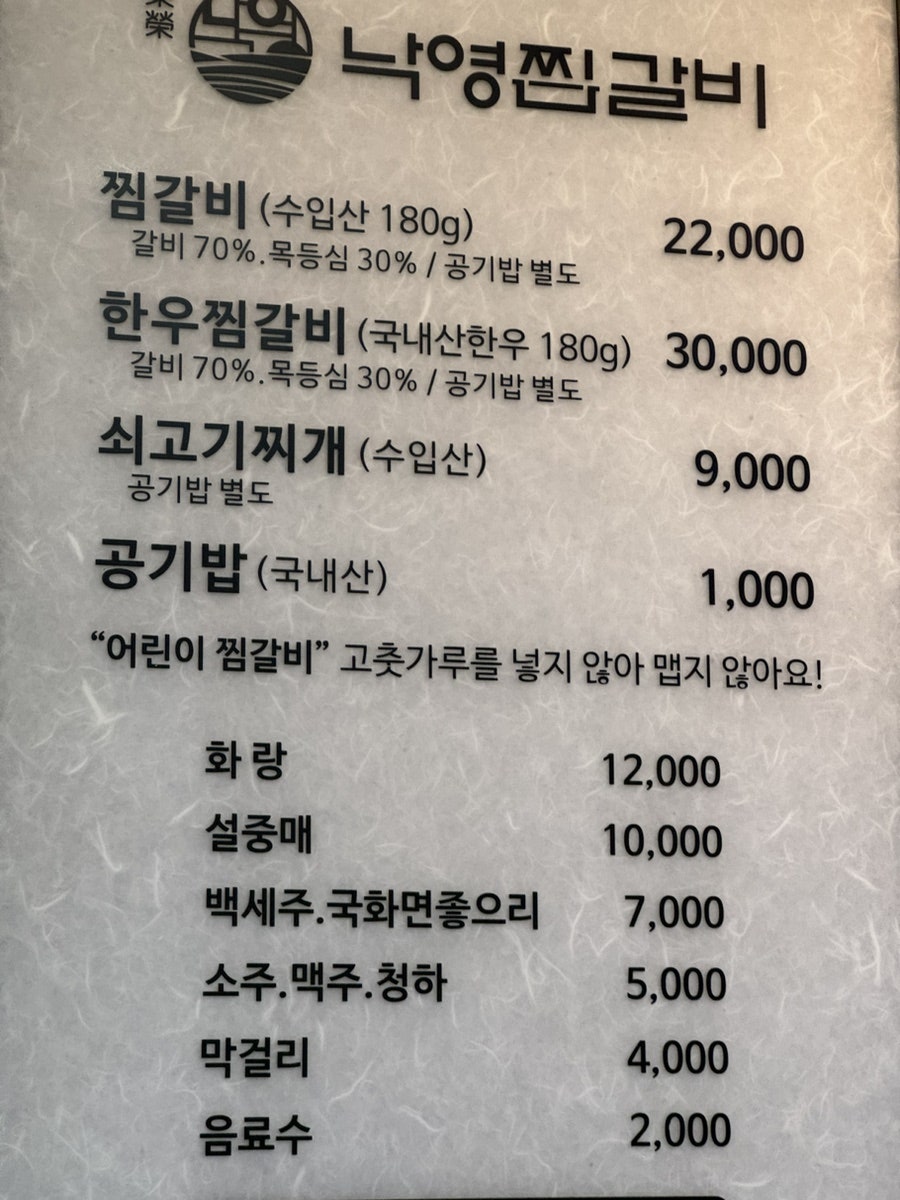 榮
낙영찜갈비
찜갈비 (수입산 180g) 22,000
갈비 70%.목등심 30% / 공기밥 별도
한우찜갈비 (국내산한우 180g) 30,000
갈비 70%.목등심 30% / 공기밥 별도
쇠고기찌개 (수입산) 9,000
공기밥 별도
공기밥 (국내산) 1,000
“어린이 찜갈비” 고춧가루를 넣지 않아 맵지 않아요!
화 랑 12,000
설중매 10,000
백세주.국화면좋으리 7,000
소주.맥주.청하 5,000
막걸리 4,000
음료수 2,000